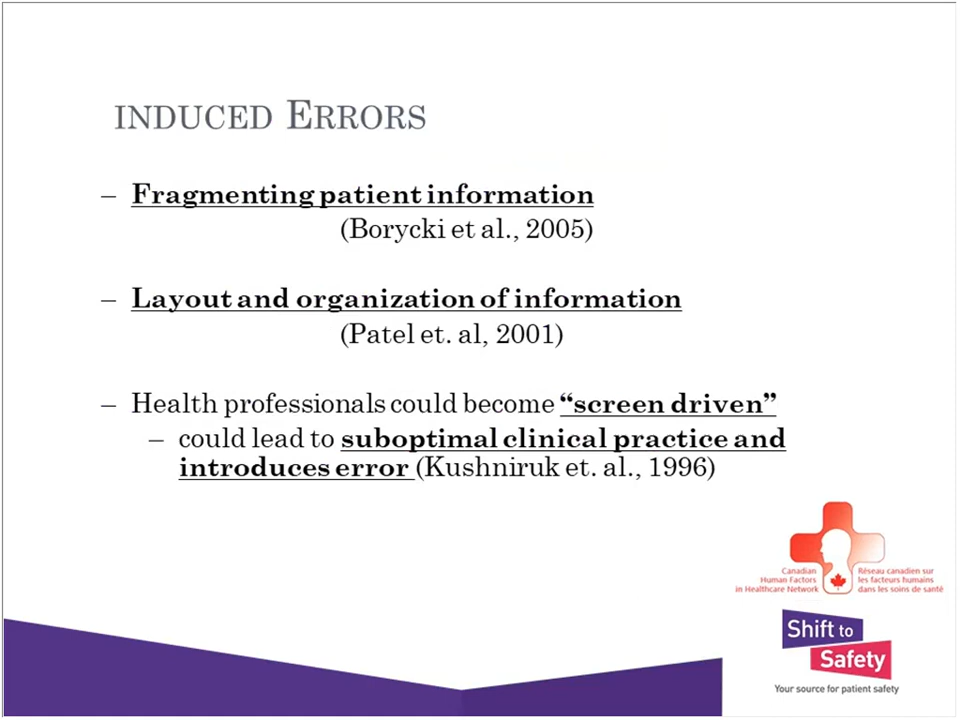 INDUCED ERRORS
– Fragmenting patient information
(Borycki et al., 2005)
– Layout and organization of information
(Patel et. al, 2001)
– Health professionals could become “screen driven”
– could lead to suboptimal clinical practice and
introduces error (Kushniruk et. al., 1996)
Canadian
Human Factors
in Healthcare Network
Réseau canadien sur
les facteurs humains
dans les soins de santé
Shift to
Safety
Your source for patient safety